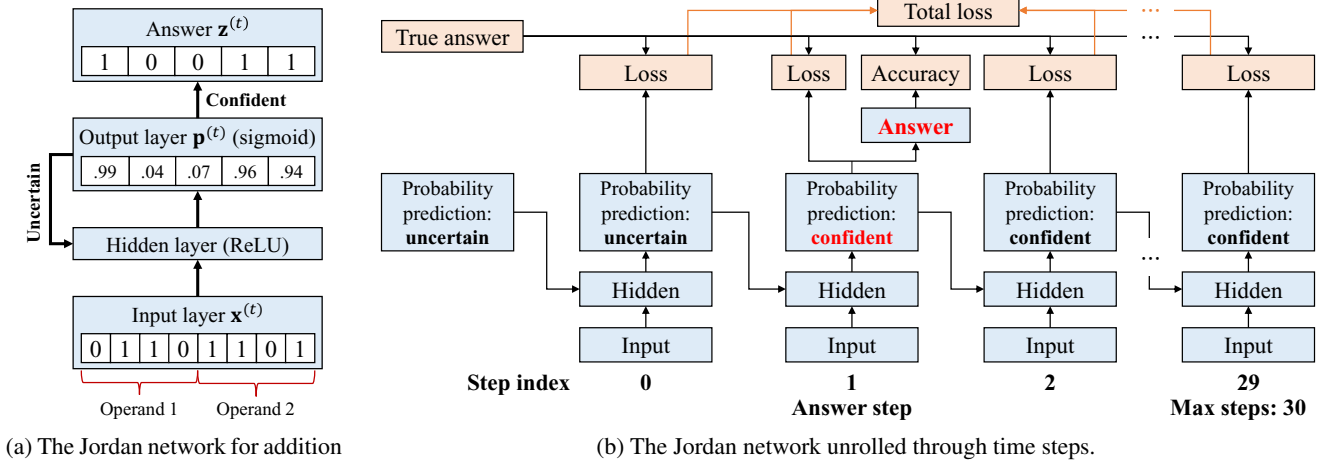 Answer z^(t)
1 0 0 1 1
Confident
Output layer p^(t) (sigmoid)
.99 .04 .07 .96 .94
Uncertain
Hidden layer (ReLU)
Input layer x^(t)
0 1 1 0 1 1 0 1
Operand 1 Operand 2
(a) The Jordan network for addition
Total loss
... ...
True answer
Loss Loss Accuracy Loss Loss
Answer
Probability prediction: uncertain
Probability prediction: uncertain
Probability prediction: confident
Probability prediction: confident
...
Probability prediction: confident
Hidden Hidden Hidden Hidden
Input Input Input Input
Step index 0 1 2 29
Answer step Max steps: 30
(b) The Jordan network unrolled through time steps.